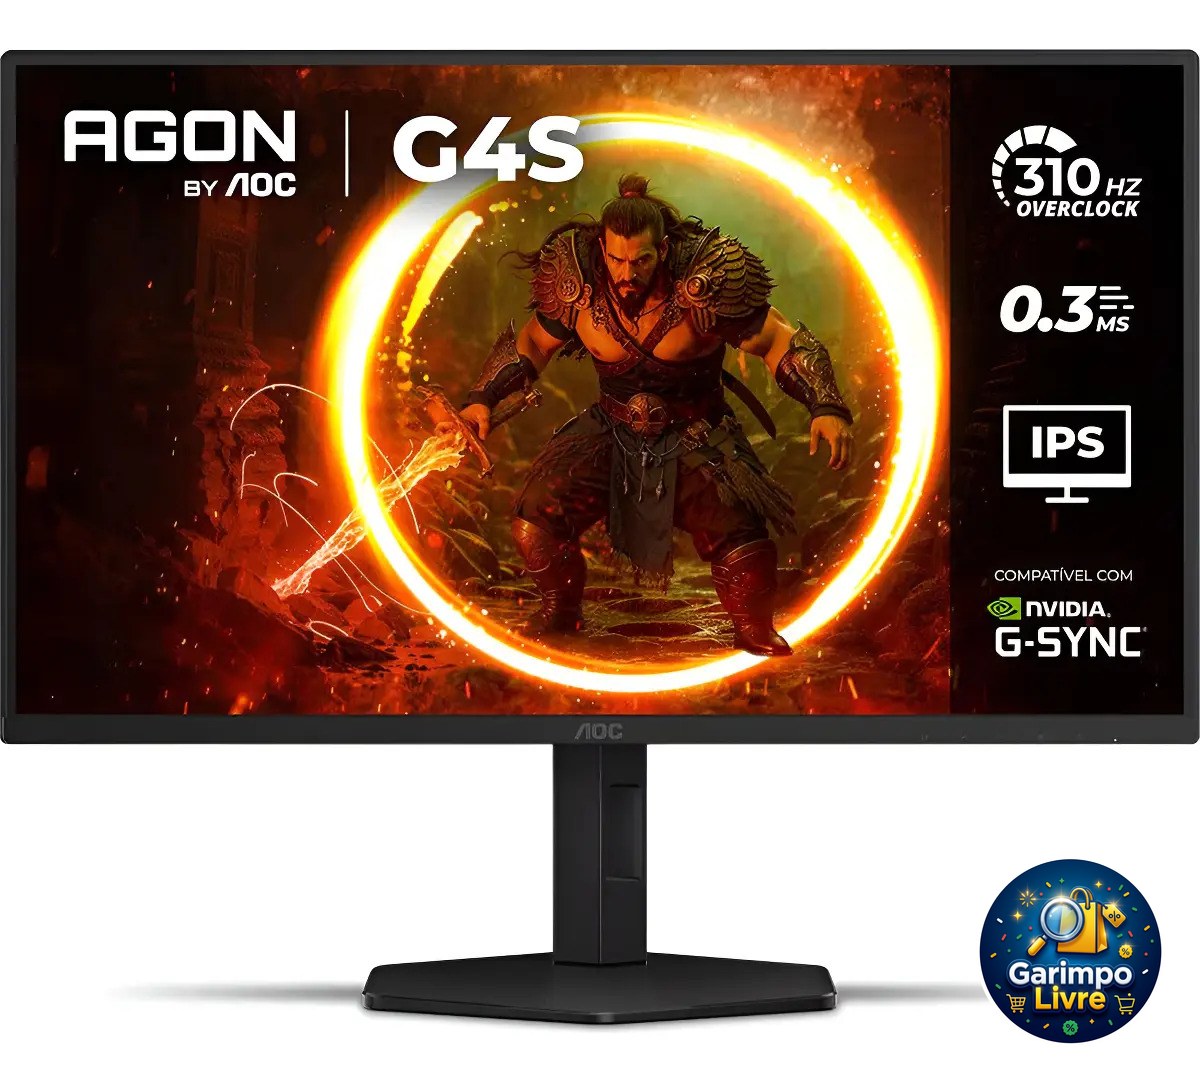 AGON
BY AOC
G4S
310 HZ
OVERCLOCK
0.3 MS
IPS
COMPATÍVEL COM
NVIDIA.
G-SYNC
AOC
%
%
Garimpo
Livre
%